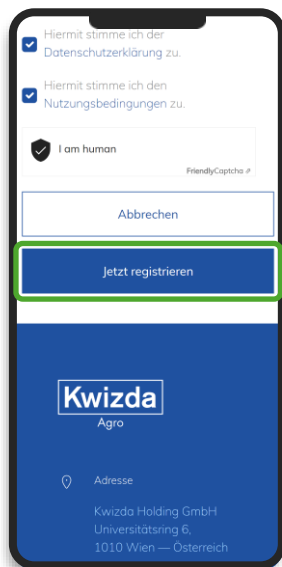 Hiermit stimme ich der
Datenschutzerklärung zu.
Hiermit stimme ich den
Nutzungsbedingungen zu.
I am human
FriendlyCaptcha ⇗
Abbrechen
Jetzt registrieren
Kwizda
Agro
Adresse
Kwizda Holding GmbH
Universitätsring 6,
1010 Wien — Österreich